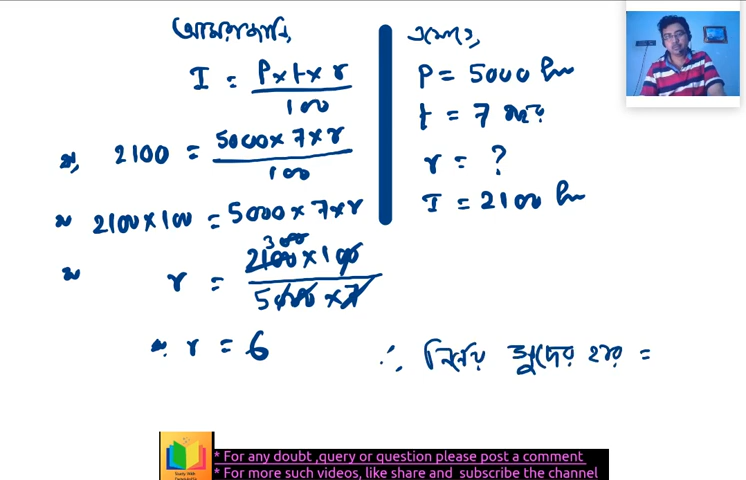 আমরা জানি,
I = P × t × r / 100
বা, 2100 = 5000 × 7 × r / 100
বা 2100 × 100 = 5000 × 7 × r
বা r = 2100 × 100 / 5000 × 7
300
বা r = 6
এখানে,
P = 5000 টাকা
t = 7 বছর
r = ?
I = 2100 টাকা
∴ নির্ণেয় সুদের হার =
* For any doubt ,query or question please post a comment
* For more such videos, like share and subscribe the channel